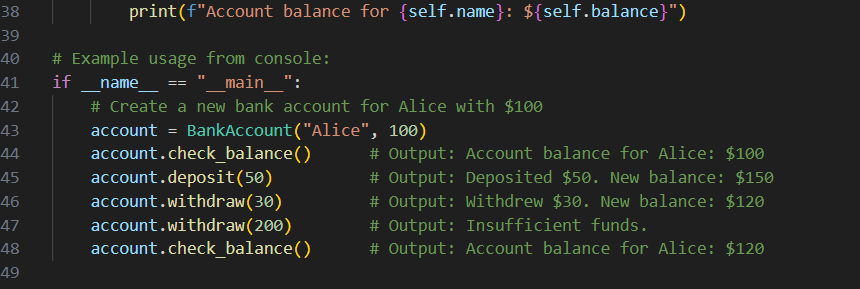 38 print(f"Account balance for {self.name}: ${self.balance}")
39
40 # Example usage from console:
41 if __name__ == "__main__":
42 # Create a new bank account for Alice with $100
43 account = BankAccount("Alice", 100)
44 account.check_balance() # Output: Account balance for Alice: $100
45 account.deposit(50) # Output: Deposited $50. New balance: $150
46 account.withdraw(30) # Output: Withdrew $30. New balance: $120
47 account.withdraw(200) # Output: Insufficient funds.
48 account.check_balance() # Output: Account balance for Alice: $120
49